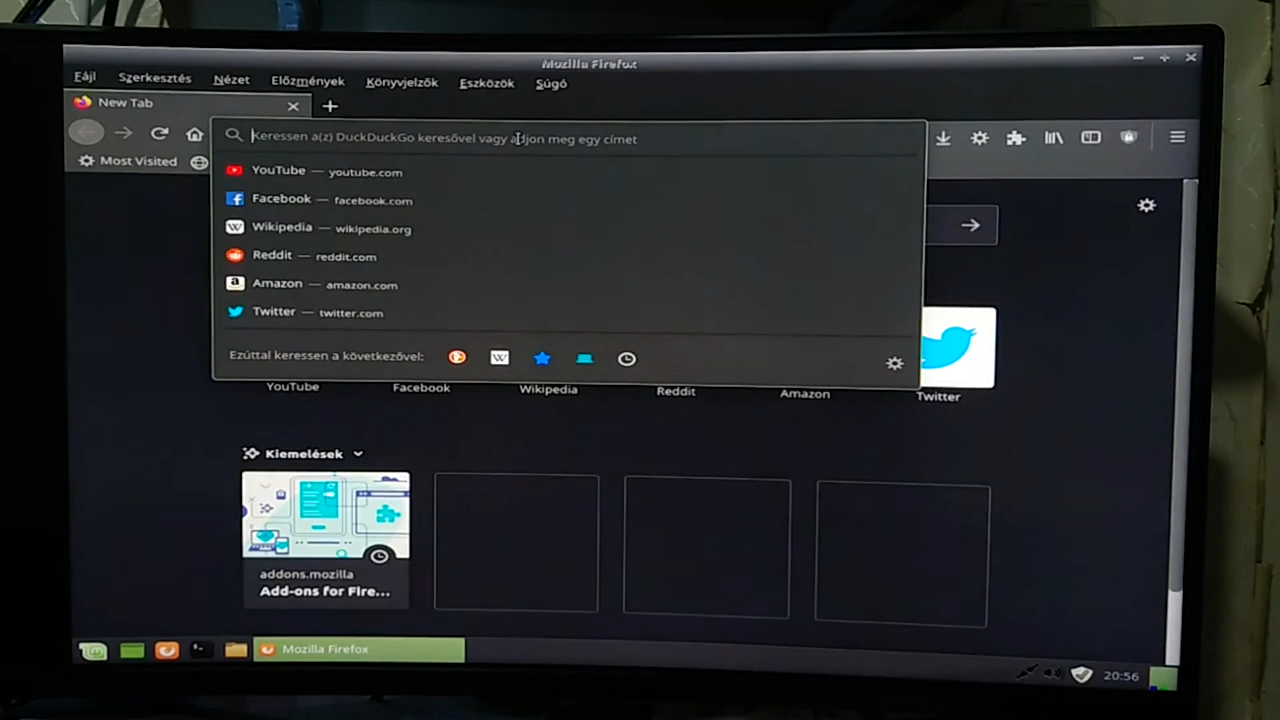 Mozilla Firefox
Fájl Szerkesztés Nézet Előzmények Könyvjelzők Eszközök Súgó
New Tab
Keressen a(z) DuckDuckGo keresővel vagy adjon meg egy címet
Most Visited
YouTube — youtube.com
Facebook — facebook.com
Wikipedia — wikipedia.org
Reddit — reddit.com
Amazon — amazon.com
Twitter — twitter.com
Ezúttal keressen a következővel:
YouTube Facebook Wikipedia Reddit Amazon Twitter
Kiemelések
addons.mozilla
Add-ons for Fire...
Mozilla Firefox
20:56